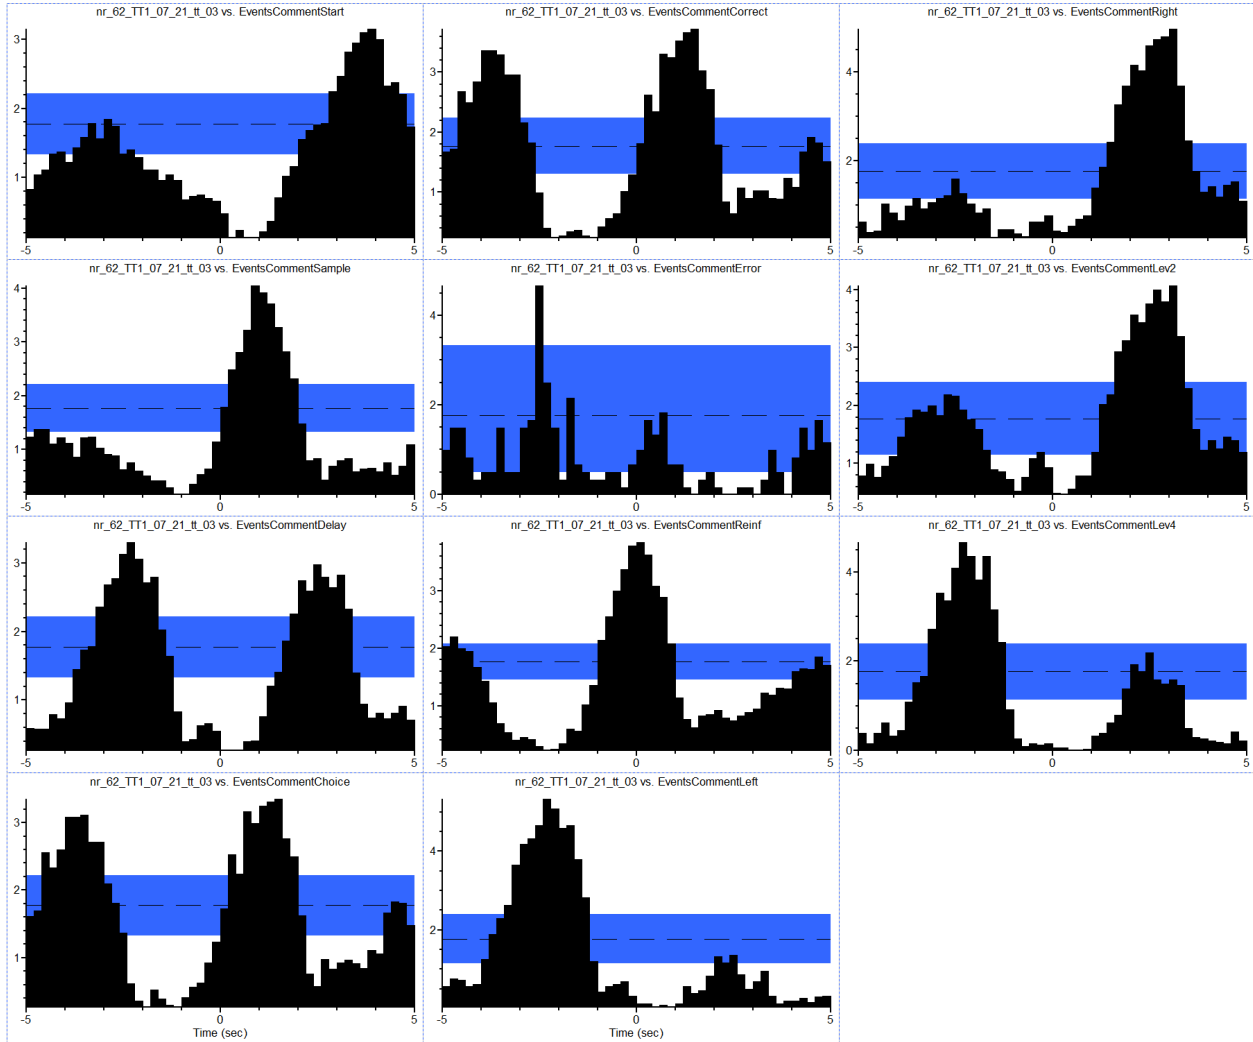 nr_62_TT1_07_21_tt_03 vs. EventsCommentStart
3
2
1
-5 0 5
nr_62_TT1_07_21_tt_03 vs. EventsCommentCorrect
3
2
1
-5 0 5
nr_62_TT1_07_21_tt_03 vs. EventsCommentRight
4
2
-5 0 5
nr_62_TT1_07_21_tt_03 vs. EventsCommentSample
4
3
2
1
-5 0 5
nr_62_TT1_07_21_tt_03 vs. EventsCommentError
4
2
0
-5 0 5
nr_62_TT1_07_21_tt_03 vs. EventsCommentLev2
4
3
2
1
-5 0 5
nr_62_TT1_07_21_tt_03 vs. EventsCommentDelay
3
2
1
-5 0 5
nr_62_TT1_07_21_tt_03 vs. EventsCommentReinf
3
2
1
-5 0 5
nr_62_TT1_07_21_tt_03 vs. EventsCommentLev4
4
2
0
-5 0 5
nr_62_TT1_07_21_tt_03 vs. EventsCommentChoice
3
2
1
-5 0 5
Time (sec)
nr_62_TT1_07_21_tt_03 vs. EventsCommentLeft
4
2
-5 0 5
Time (sec)